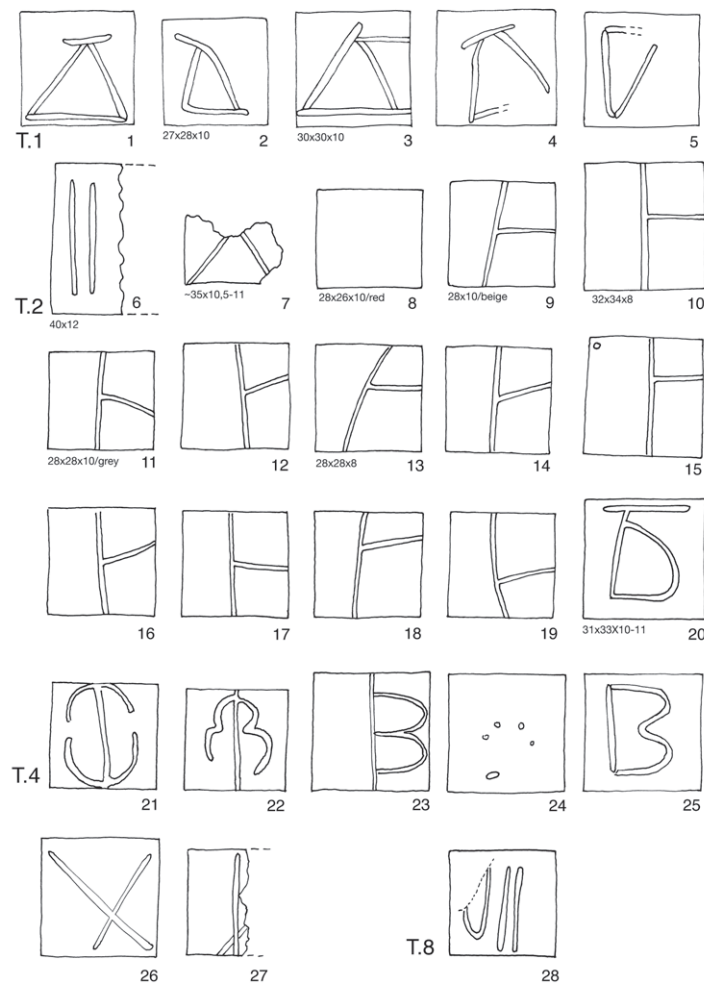 T.1 1 2 3 4 5
27x28x10 30x30x10
T.2 6 7 8 9 10
40x12 ~35x10,5-11 28x26x10/red 28x10/beige 32x34x8
11 12 13 14 15
28x28x10/grey 28x28x8
16 17 18 19 20
31x33X10-11
T.4 21 22 23 24 25
26 27 T.8 28